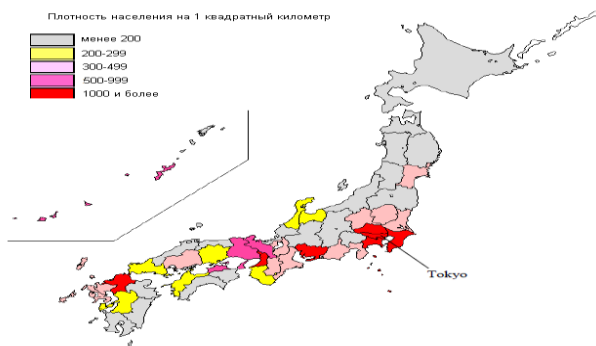 Плотность населения на 1 квадратный километр
менее 200
200-299
300-499
500-999
1000 и более
Tokyo